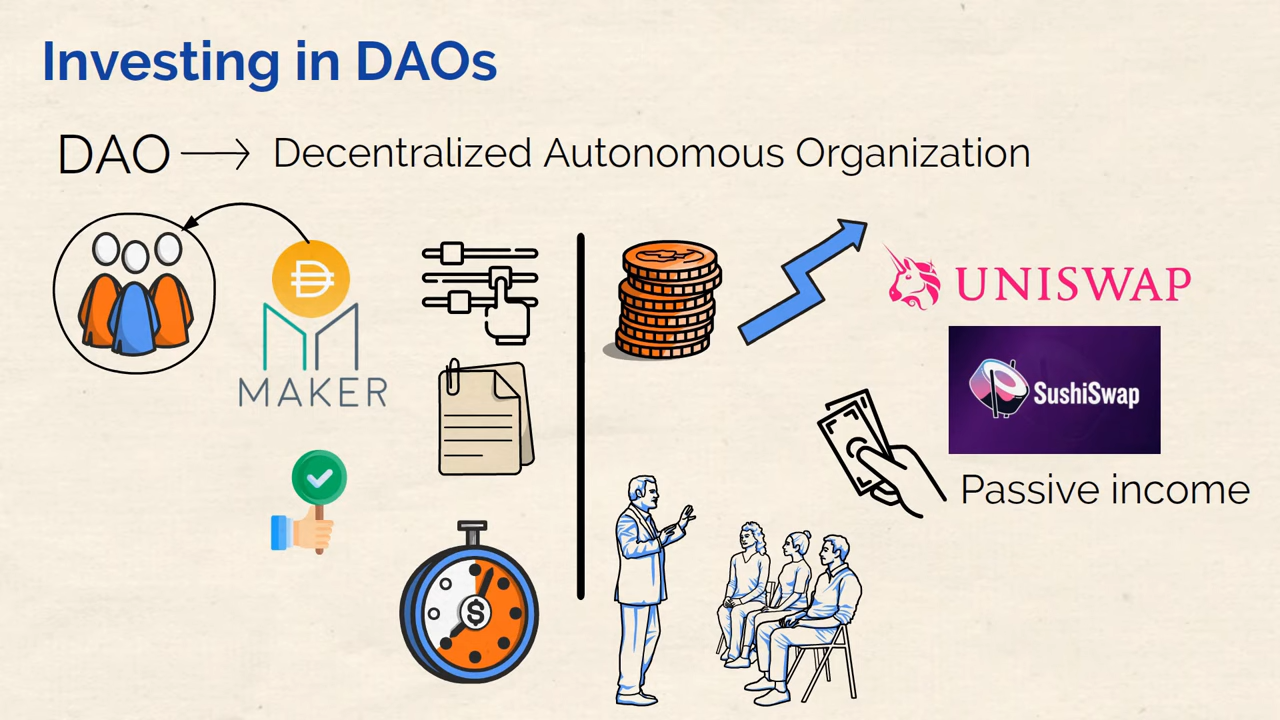 Investing in DAOs
DAO → Decentralized Autonomous Organization
MAKER
$
UNISWAP
SushiSwap
Passive income